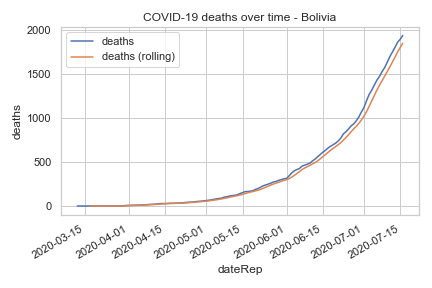 COVID-19 deaths over time - Bolivia
deaths
deaths (rolling)
deaths
2000
1500
1000
500
0
2020-03-15
2020-04-01
2020-04-15
2020-05-01
2020-05-15
2020-06-01
2020-06-15
2020-07-01
2020-07-15
dateRep